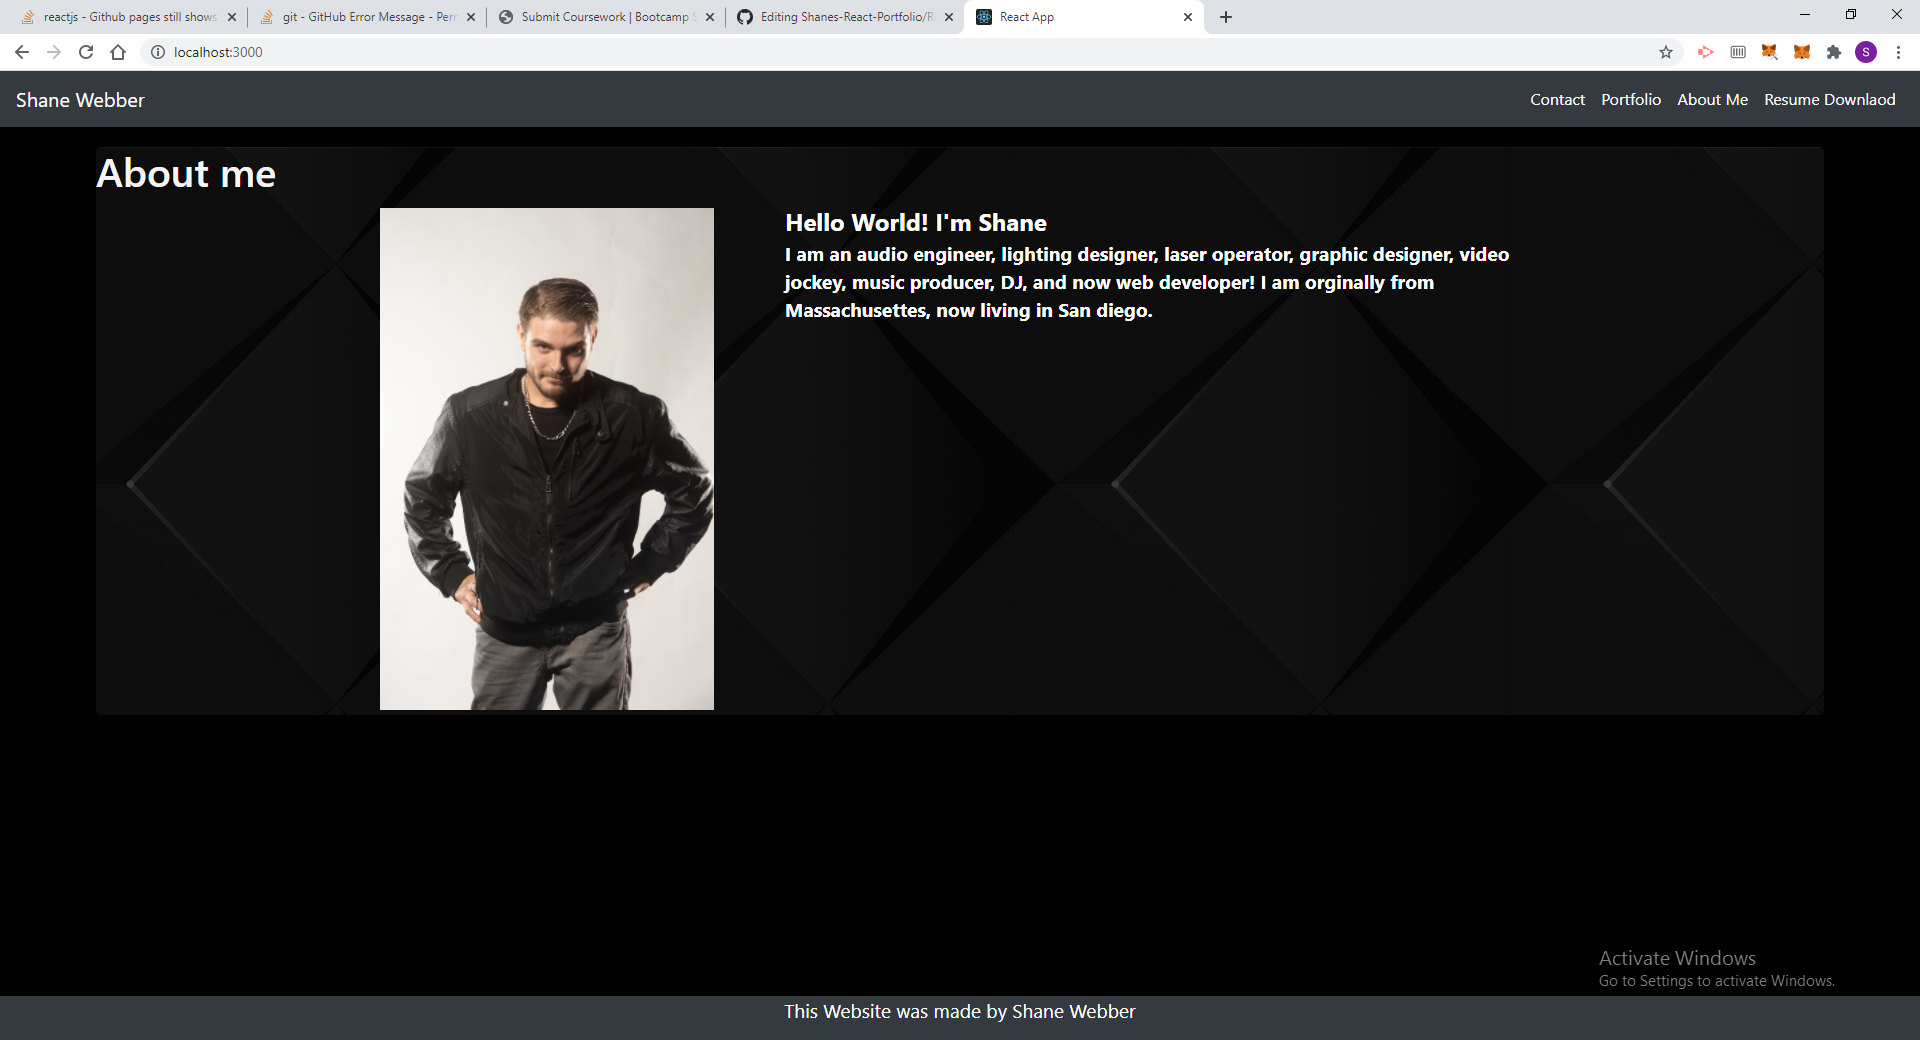 reactjs - Github pages still shows
git - GitHub Error Message - Perm
Submit Coursework | Bootcamp S
Editing Shanes-React-Portfolio/R
React App
localhost:3000
S
Shane Webber
Contact Portfolio About Me Resume Downlaod
About me
Hello World! I'm Shane
I am an audio engineer, lighting designer, laser operator, graphic designer, video
jockey, music producer, DJ, and now web developer! I am orginally from
Massachusettes, now living in San diego.
Activate Windows
Go to Settings to activate Windows.
This Website was made by Shane Webber